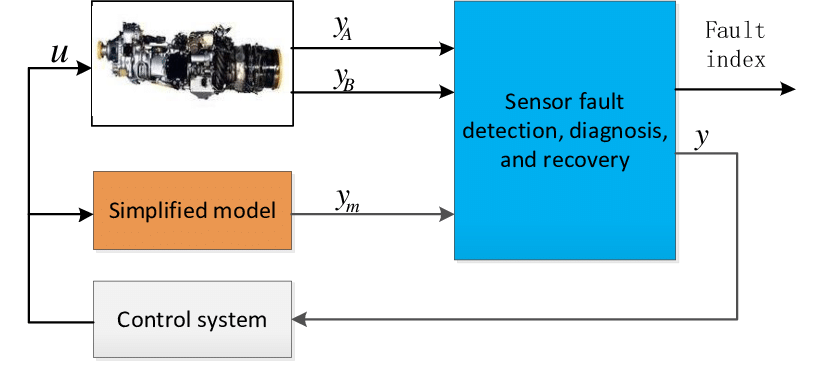 u
y_A
y_B
Fault
index
Sensor fault
detection, diagnosis,
and recovery
y
Simplified model
y_m
Control system